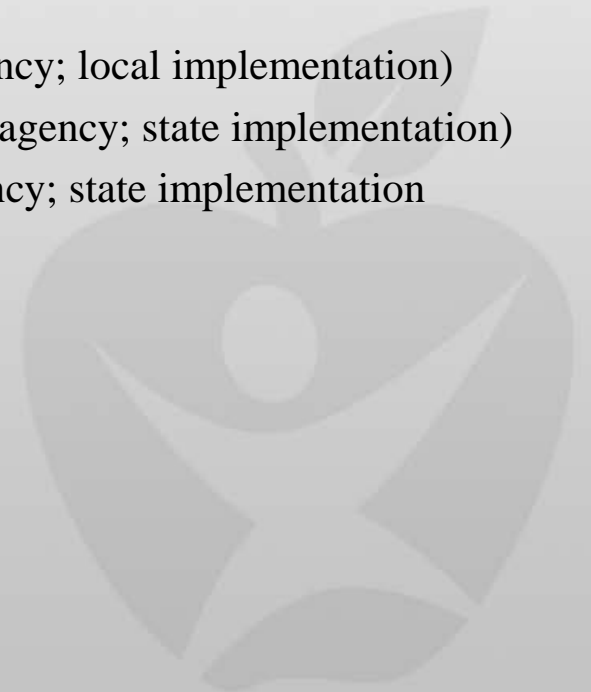 ncy; local implementation)
agency; state implementation)
ncy; state implementation